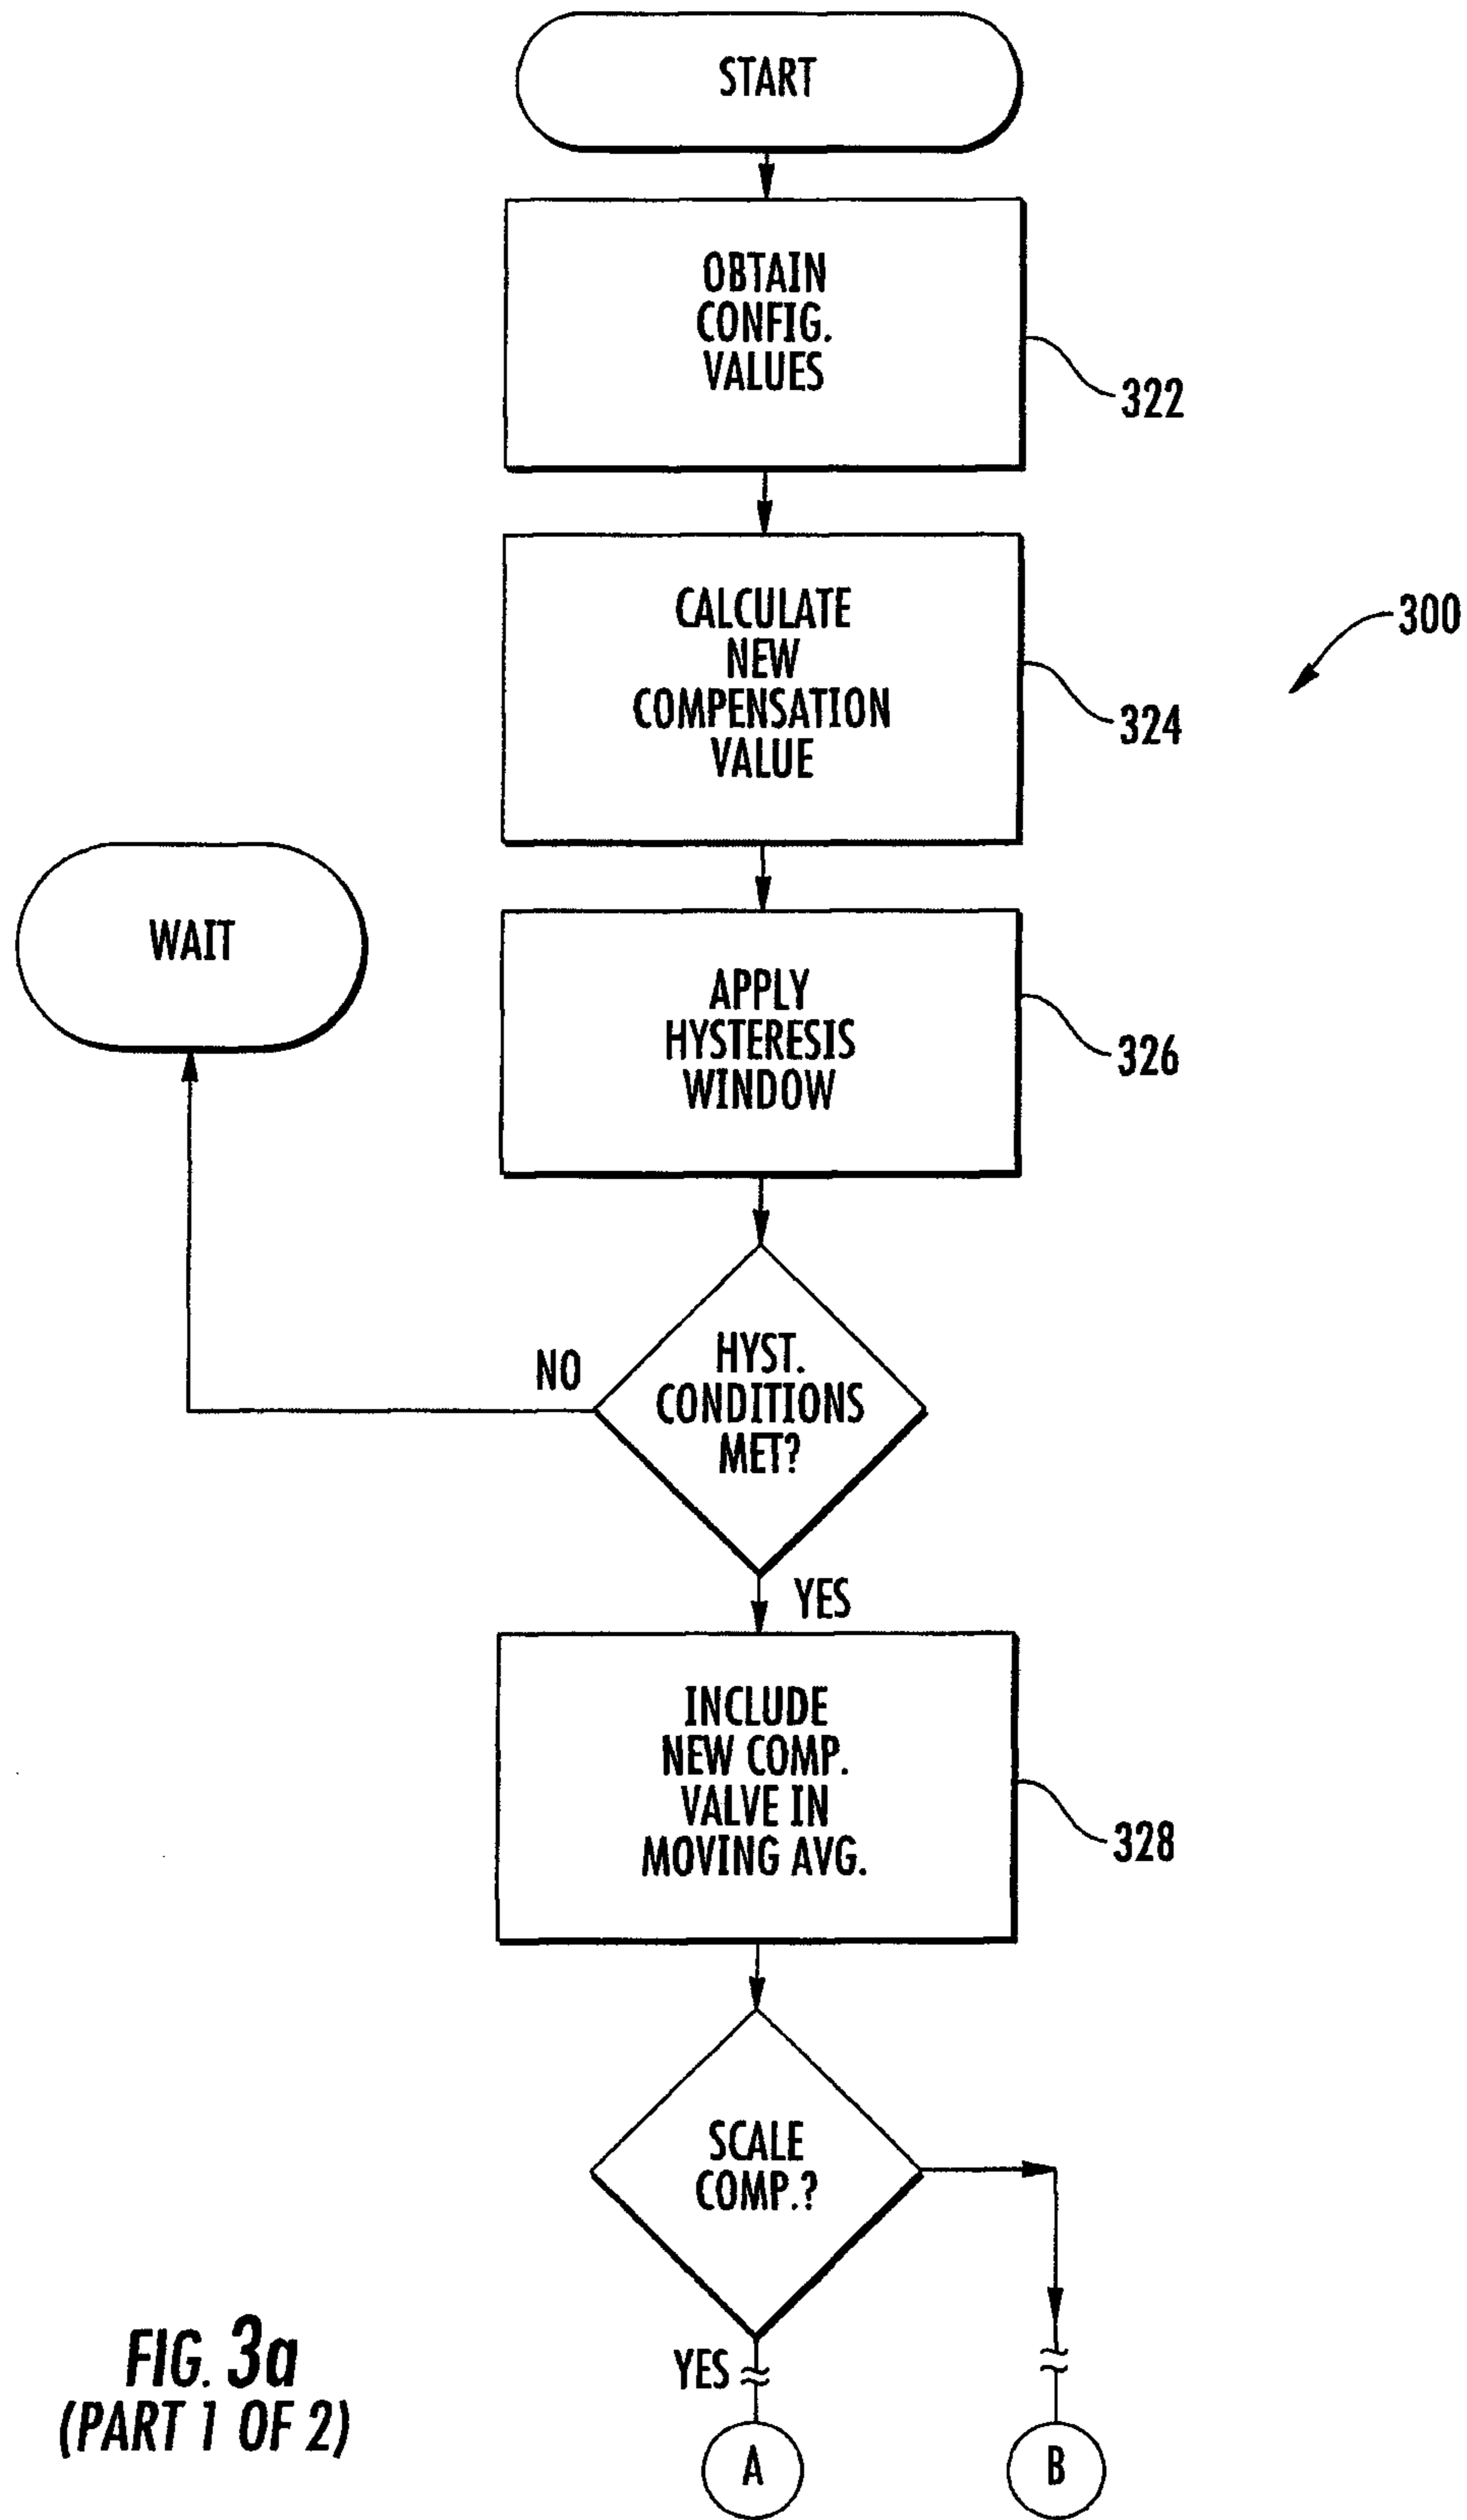 START
OBTAIN
CONFIG.
VALUES
322
CALCULATE
NEW
COMPENSATION
VALUE
324
300
WAIT
APPLY
HYSTERESIS
WINDOW
326
HYST.
CONDITIONS
MET?
NO
YES
INCLUDE
NEW COMP.
VALVE IN
MOVING AVG.
328
SCALE
COMP.?
YES
A
B
FIG. 3a
(PART 1 OF 2)